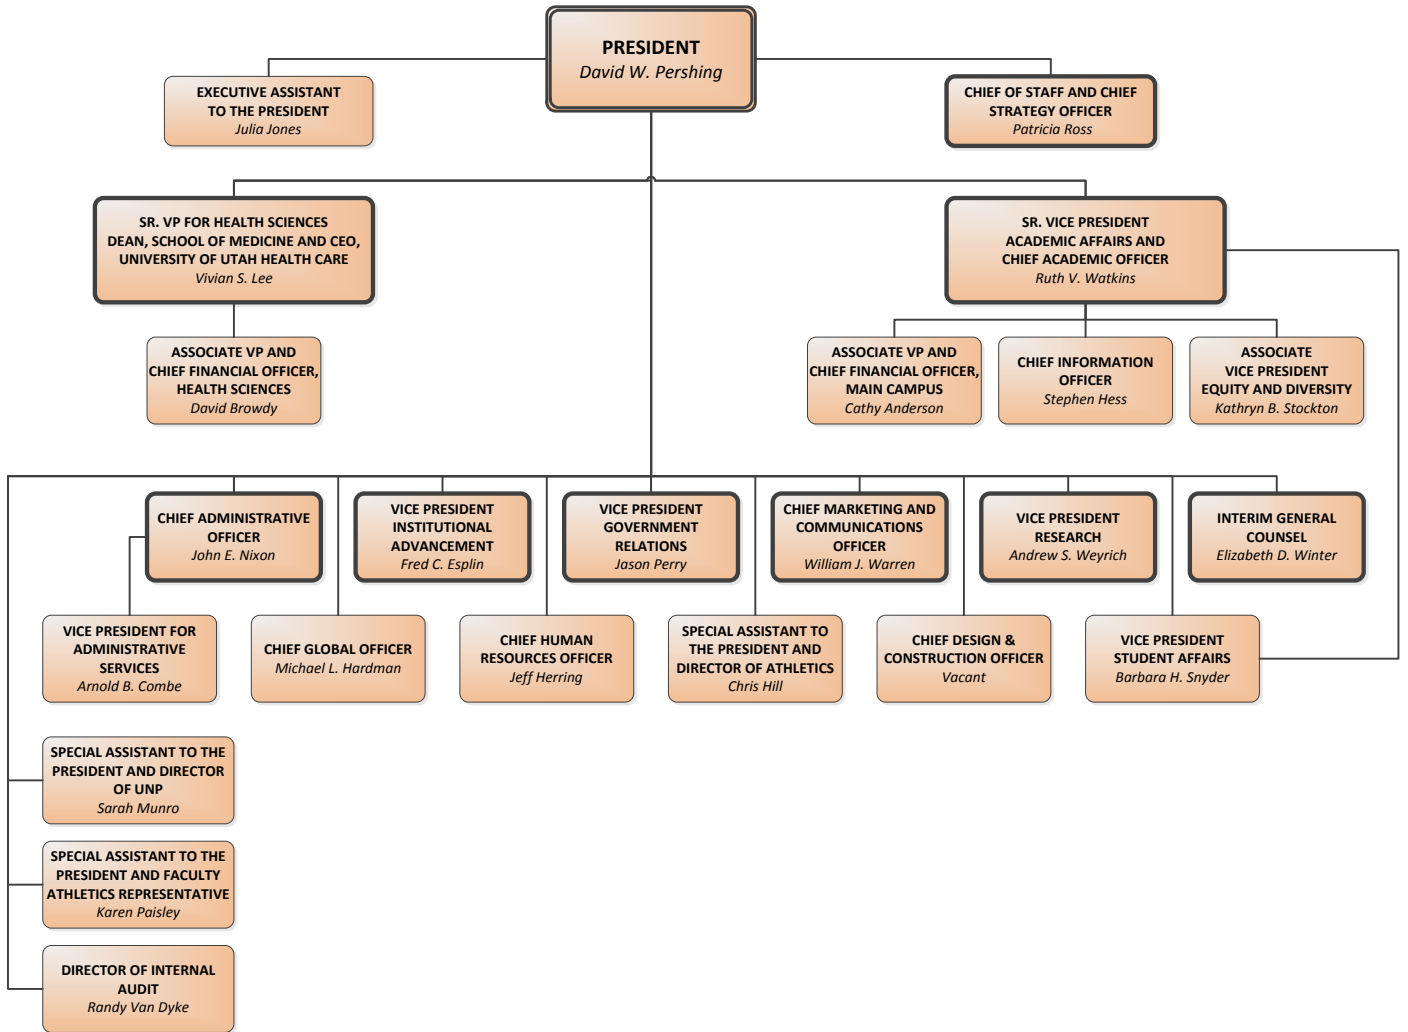 PRESIDENT
David W. Pershing
EXECUTIVE ASSISTANT
TO THE PRESIDENT
Julia Jones
CHIEF OF STAFF AND CHIEF
STRATEGY OFFICER
Patricia Ross
SR. VP FOR HEALTH SCIENCES
DEAN, SCHOOL OF MEDICINE AND CEO,
UNIVERSITY OF UTAH HEALTH CARE
Vivian S. Lee
SR. VICE PRESIDENT
ACADEMIC AFFAIRS AND
CHIEF ACADEMIC OFFICER
Ruth V. Watkins
ASSOCIATE VP AND
CHIEF FINANCIAL OFFICER,
HEALTH SCIENCES
David Browdy
ASSOCIATE VP AND
CHIEF FINANCIAL OFFICER,
MAIN CAMPUS
Cathy Anderson
CHIEF INFORMATION
OFFICER
Stephen Hess
ASSOCIATE
VICE PRESIDENT
EQUITY AND DIVERSITY
Kathryn B. Stockton
CHIEF ADMINISTRATIVE
OFFICER
John E. Nixon
VICE PRESIDENT
INSTITUTIONAL
ADVANCEMENT
Fred C. Esplin
VICE PRESIDENT
GOVERNMENT
RELATIONS
Jason Perry
CHIEF MARKETING AND
COMMUNICATIONS
OFFICER
William J. Warren
VICE PRESIDENT
RESEARCH
Andrew S. Weyrich
INTERIM GENERAL
COUNSEL
Elizabeth D. Winter
VICE PRESIDENT FOR
ADMINISTRATIVE
SERVICES
Arnold B. Combe
CHIEF GLOBAL OFFICER
Michael L. Hardman
CHIEF HUMAN
RESOURCES OFFICER
Jeff Herring
SPECIAL ASSISTANT TO
THE PRESIDENT AND
DIRECTOR OF ATHLETICS
Chris Hill
CHIEF DESIGN &
CONSTRUCTION OFFICER
Vacant
VICE PRESIDENT
STUDENT AFFAIRS
Barbara H. Snyder
SPECIAL ASSISTANT TO THE
PRESIDENT AND DIRECTOR
OF UNP
Sarah Munro
SPECIAL ASSISTANT TO THE
PRESIDENT AND FACULTY
ATHLETICS REPRESENTATIVE
Karen Paisley
DIRECTOR OF INTERNAL
AUDIT
Randy Van Dyke